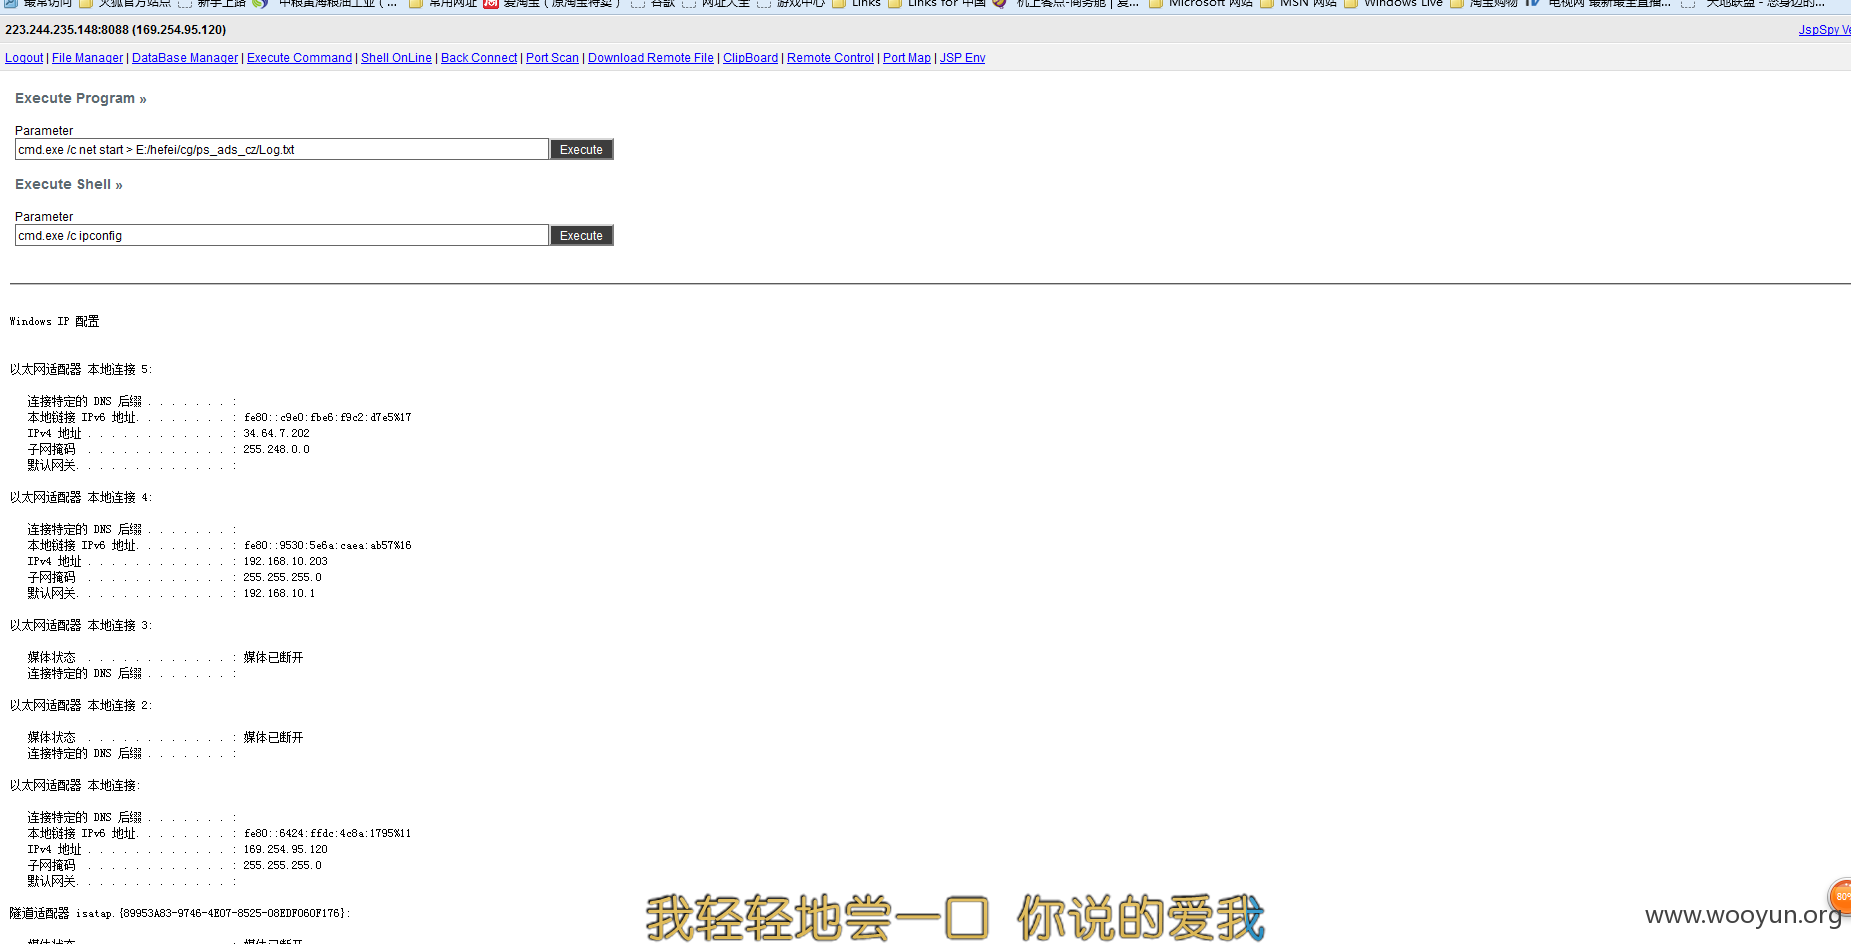 最常访问 火狐官方站点 新手上路 中粮黄海粮油工业（... 常用网址 爱淘宝（原淘宝特卖） 谷歌 网址大全 游戏中心 Links Links for 中国 机上客点-商务舱 | 爱... Microsoft 网站 MSN 网站 Windows Live 淘宝购物 电视网 最新最全直播... 天地联盟 - 您身边的...
223.244.235.148:8088 (169.254.95.120) JspSpy Ve
Logout | File Manager | DataBase Manager | Execute Command | Shell OnLine | Back Connect | Port Scan | Download Remote File | ClipBoard | Remote Control | Port Map | JSP Env
Execute Program »
Parameter
cmd.exe /c net start > E:/hefei/cg/ps_ads_cz/Log.txt Execute
Execute Shell »
Parameter
cmd.exe /c ipconfig Execute
Windows IP 配置
以太网适配器 本地连接 5:
连接特定的 DNS 后缀 . . . . . . . :
本地链接 IPv6 地址. . . . . . . . : fe80::c9e0:fbe6:f9c2:d7e5%17
IPv4 地址 . . . . . . . . . . . . : 34.64.7.202
子网掩码 . . . . . . . . . . . . : 255.248.0.0
默认网关. . . . . . . . . . . . . :
以太网适配器 本地连接 4:
连接特定的 DNS 后缀 . . . . . . . :
本地链接 IPv6 地址. . . . . . . . : fe80::9530:5e6a:caea:ab57%16
IPv4 地址 . . . . . . . . . . . . : 192.168.10.203
子网掩码 . . . . . . . . . . . . : 255.255.255.0
默认网关. . . . . . . . . . . . . : 192.168.10.1
以太网适配器 本地连接 3:
媒体状态 . . . . . . . . . . . . : 媒体已断开
连接特定的 DNS 后缀 . . . . . . . :
以太网适配器 本地连接 2:
媒体状态 . . . . . . . . . . . . : 媒体已断开
连接特定的 DNS 后缀 . . . . . . . :
以太网适配器 本地连接:
连接特定的 DNS 后缀 . . . . . . . :
本地链接 IPv6 地址. . . . . . . . : fe80::6424:ffdc:4c8a:1795%11
IPv4 地址 . . . . . . . . . . . . : 169.254.95.120
子网掩码 . . . . . . . . . . . . : 255.255.255.0
默认网关. . . . . . . . . . . . . :
80%
隧道适配器 isatap.{89953A83-9746-4E07-8525-08EDF060F176}:
我轻轻地尝一口 你说的爱我
www.wooyun.org
媒体状态 . . . . . . . . . . . . : 媒体已断开